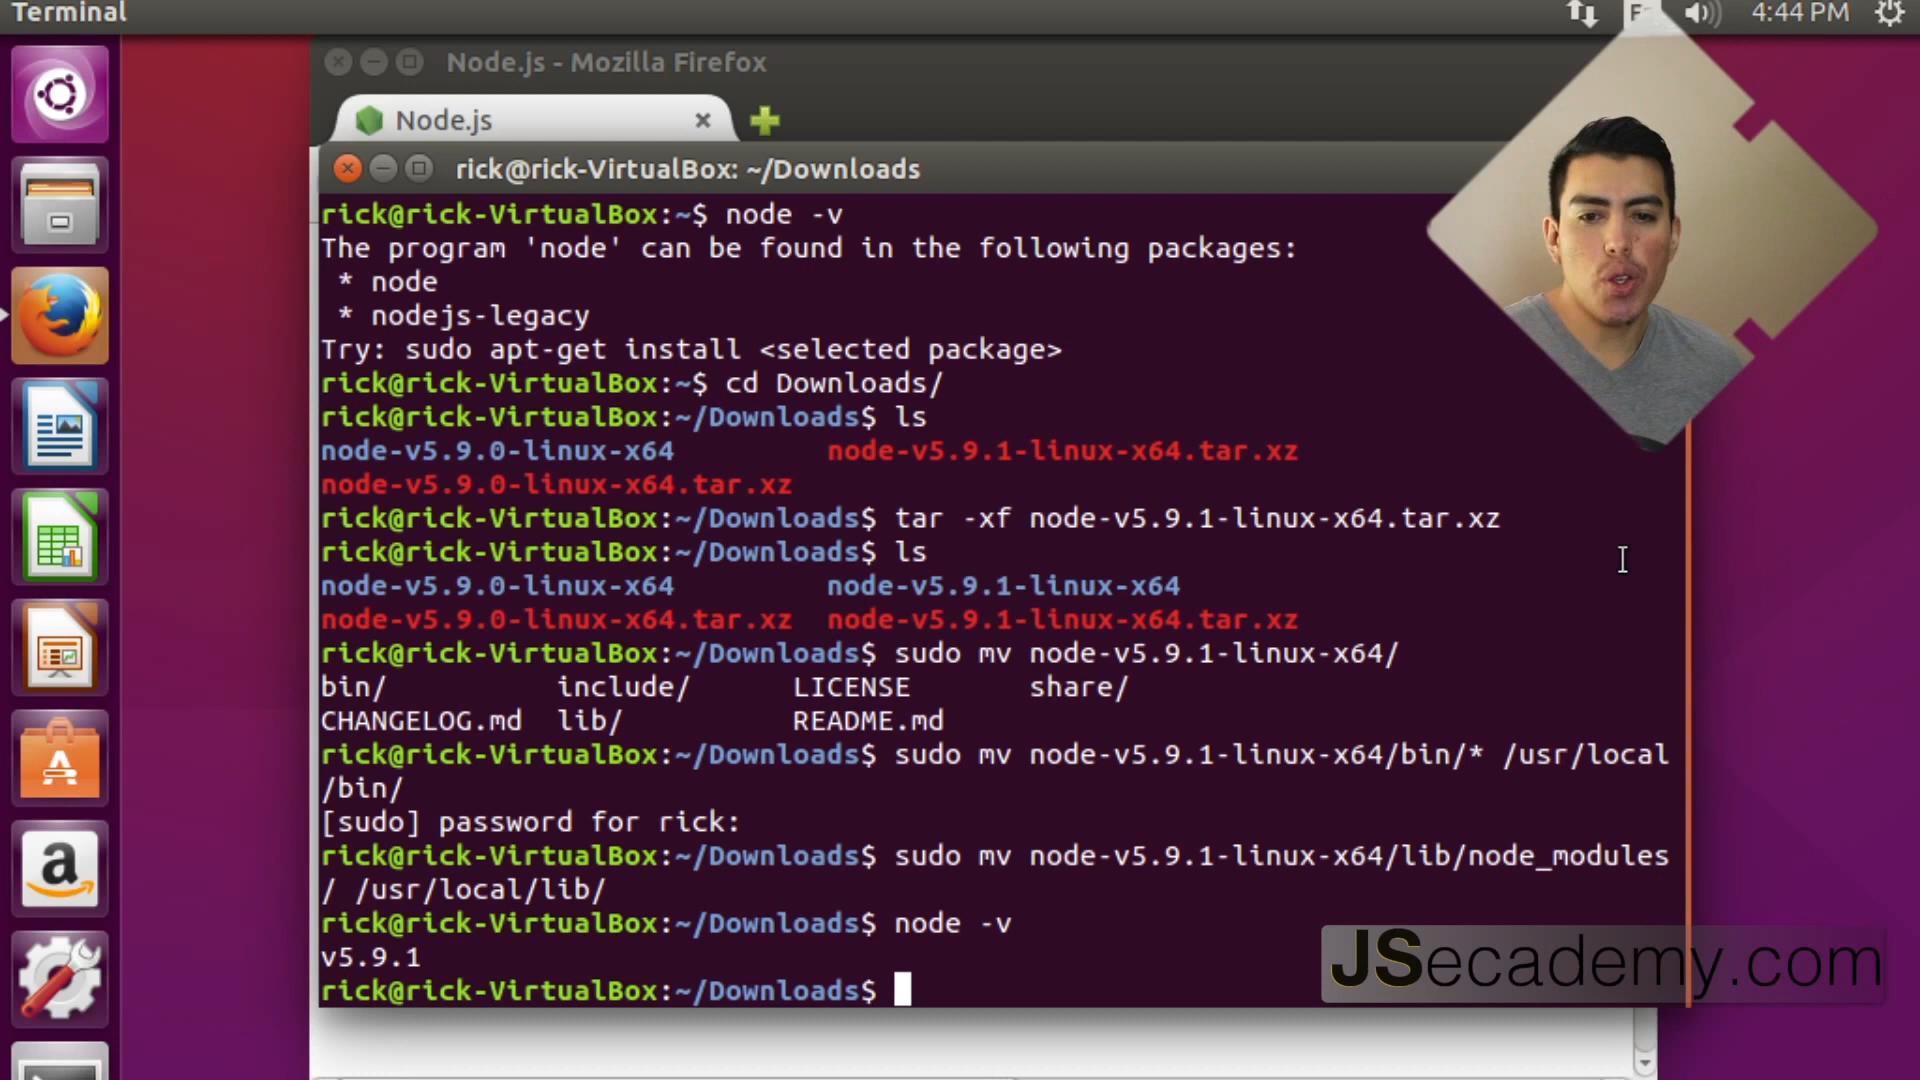 Terminal
4:44 PM
Node.js - Mozilla Firefox
Node.js
rick@rick-VirtualBox: ~/Downloads
rick@rick-VirtualBox:~$ node -v
The program 'node' can be found in the following packages:
 * node
 * nodejs-legacy
Try: sudo apt-get install <selected package>
rick@rick-VirtualBox:~$ cd Downloads/
rick@rick-VirtualBox:~/Downloads$ ls
node-v5.9.0-linux-x64         node-v5.9.1-linux-x64.tar.xz
node-v5.9.0-linux-x64.tar.xz
rick@rick-VirtualBox:~/Downloads$ tar -xf node-v5.9.1-linux-x64.tar.xz
rick@rick-VirtualBox:~/Downloads$ ls
node-v5.9.0-linux-x64         node-v5.9.1-linux-x64
node-v5.9.0-linux-x64.tar.xz  node-v5.9.1-linux-x64.tar.xz
rick@rick-VirtualBox:~/Downloads$ sudo mv node-v5.9.1-linux-x64/
bin/          include/      LICENSE       share/
CHANGELOG.md  lib/          README.md
rick@rick-VirtualBox:~/Downloads$ sudo mv node-v5.9.1-linux-x64/bin/* /usr/local
/bin/
[sudo] password for rick:
rick@rick-VirtualBox:~/Downloads$ sudo mv node-v5.9.1-linux-x64/lib/node_modules
/ /usr/local/lib/
rick@rick-VirtualBox:~/Downloads$ node -v
v5.9.1
rick@rick-VirtualBox:~/Downloads$
JSecademy.com